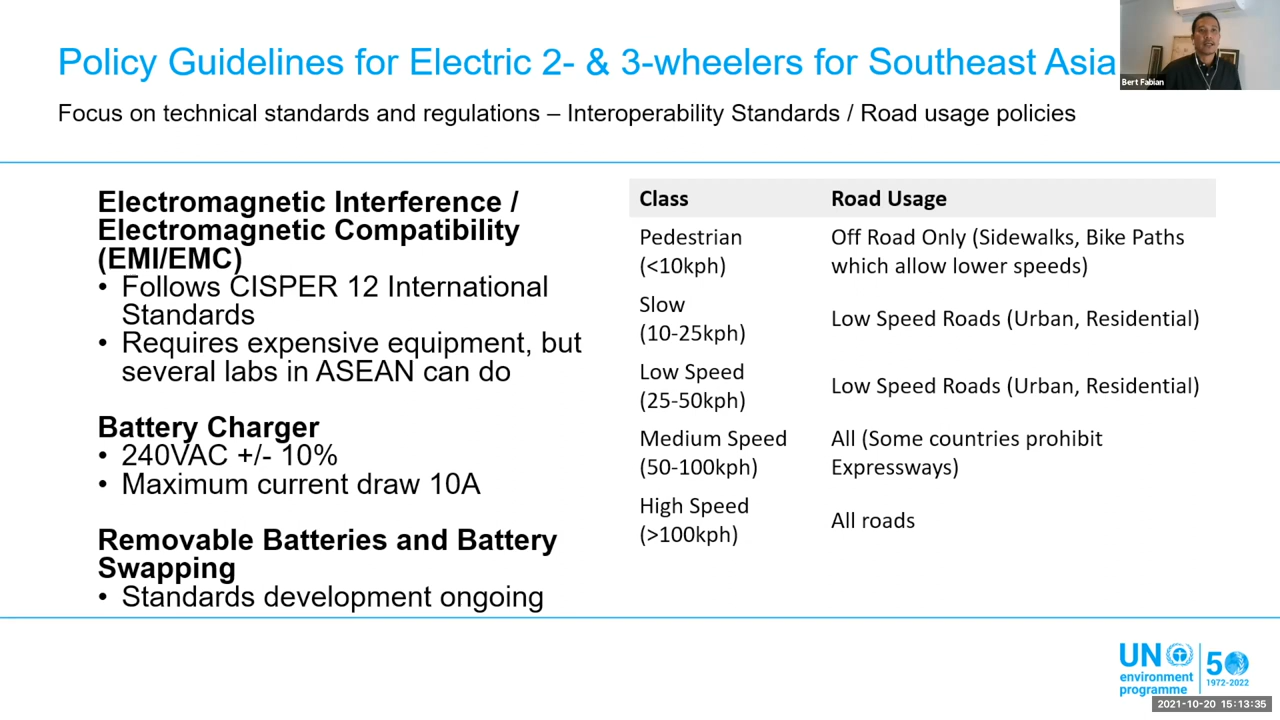 Policy Guidelines for Electric 2- & 3-wheelers for Southeast Asia
Bert Fabian
Focus on technical standards and regulations – Interoperability Standards / Road usage policies
Electromagnetic Interference /
Electromagnetic Compatibility
(EMI/EMC)
• Follows CISPER 12 International
Standards
• Requires expensive equipment, but
several labs in ASEAN can do
Battery Charger
• 240VAC +/- 10%
• Maximum current draw 10A
Removable Batteries and Battery
Swapping
• Standards development ongoing
Class Road Usage
Pedestrian
(<10kph)
Off Road Only (Sidewalks, Bike Paths
which allow lower speeds)
Slow
(10-25kph)
Low Speed Roads (Urban, Residential)
Low Speed
(25-50kph)
Low Speed Roads (Urban, Residential)
Medium Speed
(50-100kph)
All (Some countries prohibit
Expressways)
High Speed
(>100kph)
All roads
UN
environment
programme
50
1972-2022
2021-10-20 15:13:35